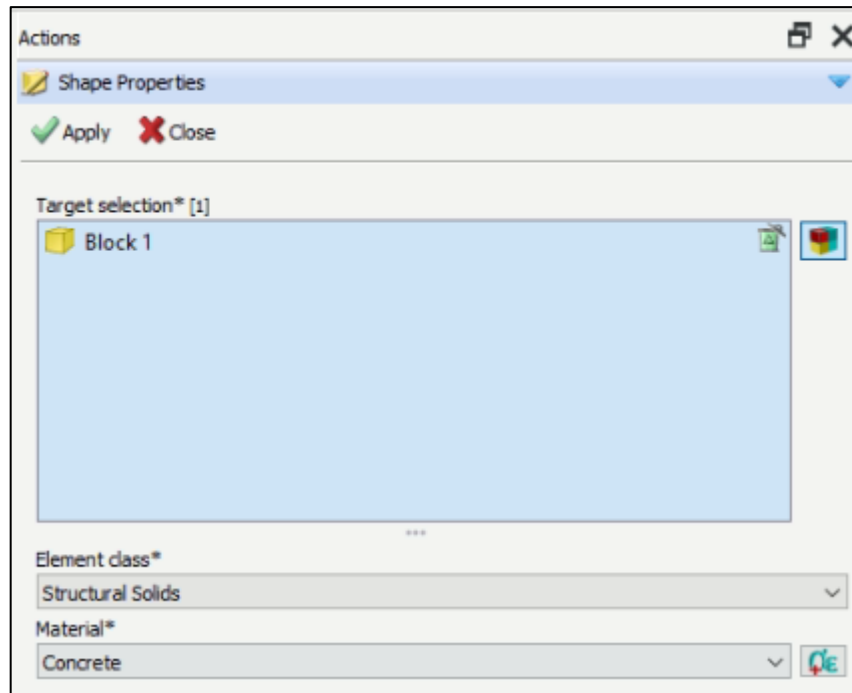 Actions
Shape Properties
Apply Close
Target selection* [1]
Block 1
Element class*
Structural Solids
Material*
Concrete